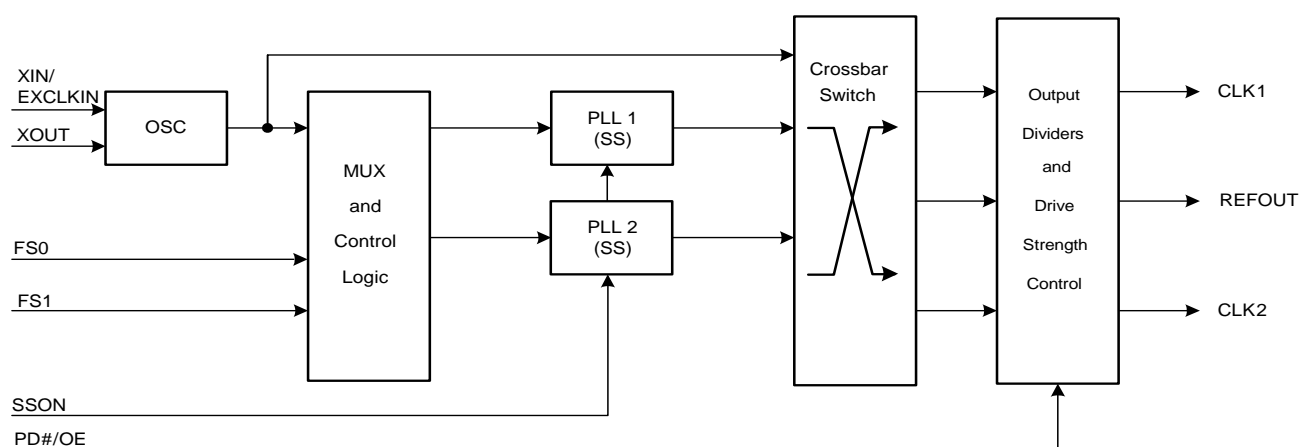 XIN/
EXCLKIN
XOUT
OSC
FS0
FS1
SSON
PD#/OE
MUX
and
Control
Logic
PLL 1
(SS)
PLL 2
(SS)
Crossbar
Switch
Output
Dividers
and
Drive
Strength
Control
CLK1
REFOUT
CLK2